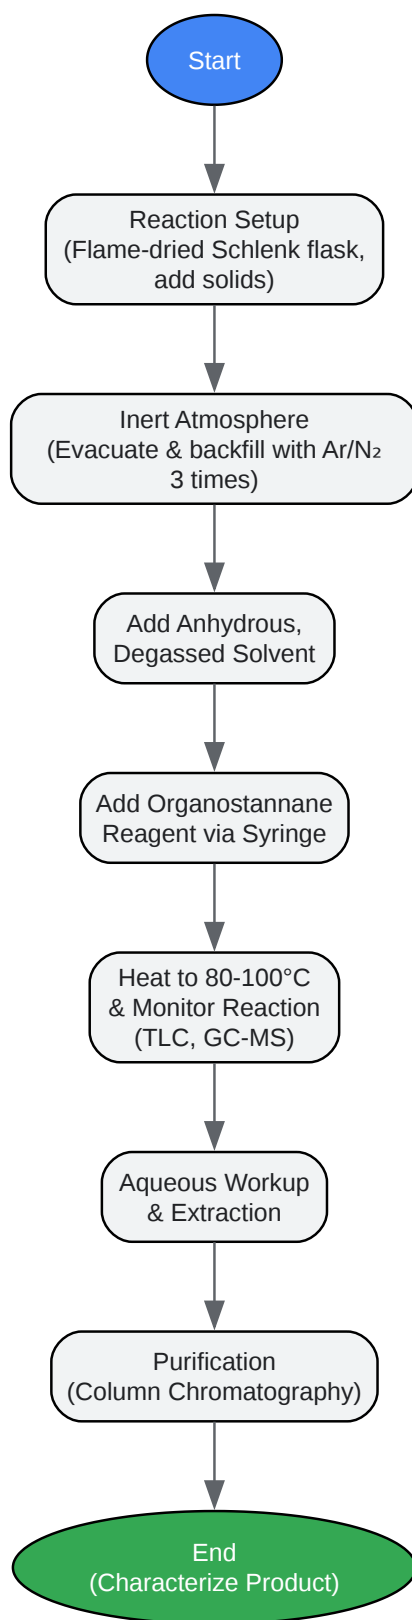 Start
Reaction Setup
(Flame-dried Schlenk flask,
add solids)
Inert Atmosphere
(Evacuate & backfill with Ar/N₂
3 times)
Add Anhydrous,
Degassed Solvent
Add Organostannane
Reagent via Syringe
Heat to 80-100°C
& Monitor Reaction
(TLC, GC-MS)
Aqueous Workup
& Extraction
Purification
(Column Chromatography)
End
(Characterize Product)